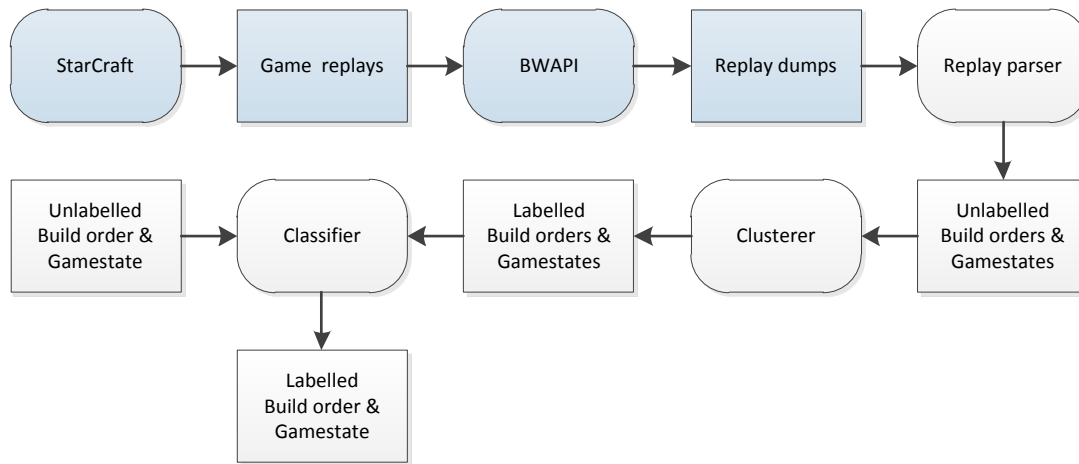 StarCraft
Game replays
BWAPI
Replay dumps
Replay parser
Unlabelled
Build order &
Gamestate
Classifier
Labelled
Build orders &
Gamestates
Clusterer
Unlabelled
Build orders &
Gamestates
Labelled
Build order &
Gamestate